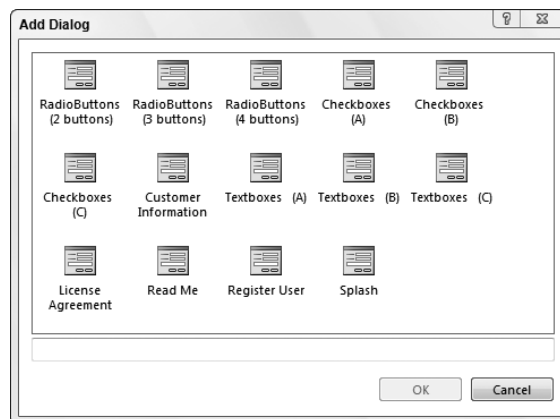 Add Dialog
RadioButtons (2 buttons)
RadioButtons (3 buttons)
RadioButtons (4 buttons)
Checkboxes (A)
Checkboxes (B)
Checkboxes (C)
Customer Information
Textboxes (A)
Textboxes (B)
Textboxes (C)
License Agreement
Read Me
Register User
Splash
OK
Cancel